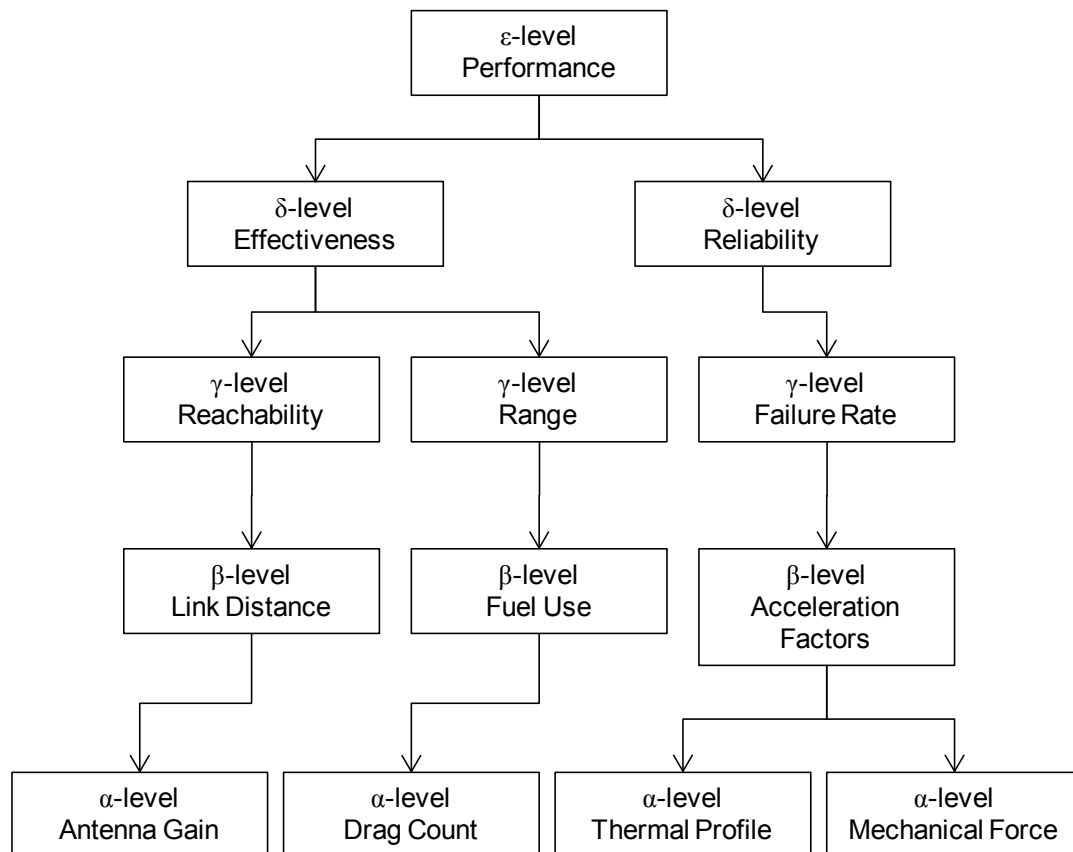 ε-level
Performance
δ-level
Effectiveness
δ-level
Reliability
γ-level
Reachability
γ-level
Range
γ-level
Failure Rate
β-level
Link Distance
β-level
Fuel Use
β-level
Acceleration
Factors
α-level
Antenna Gain
α-level
Drag Count
α-level
Thermal Profile
α-level
Mechanical Force